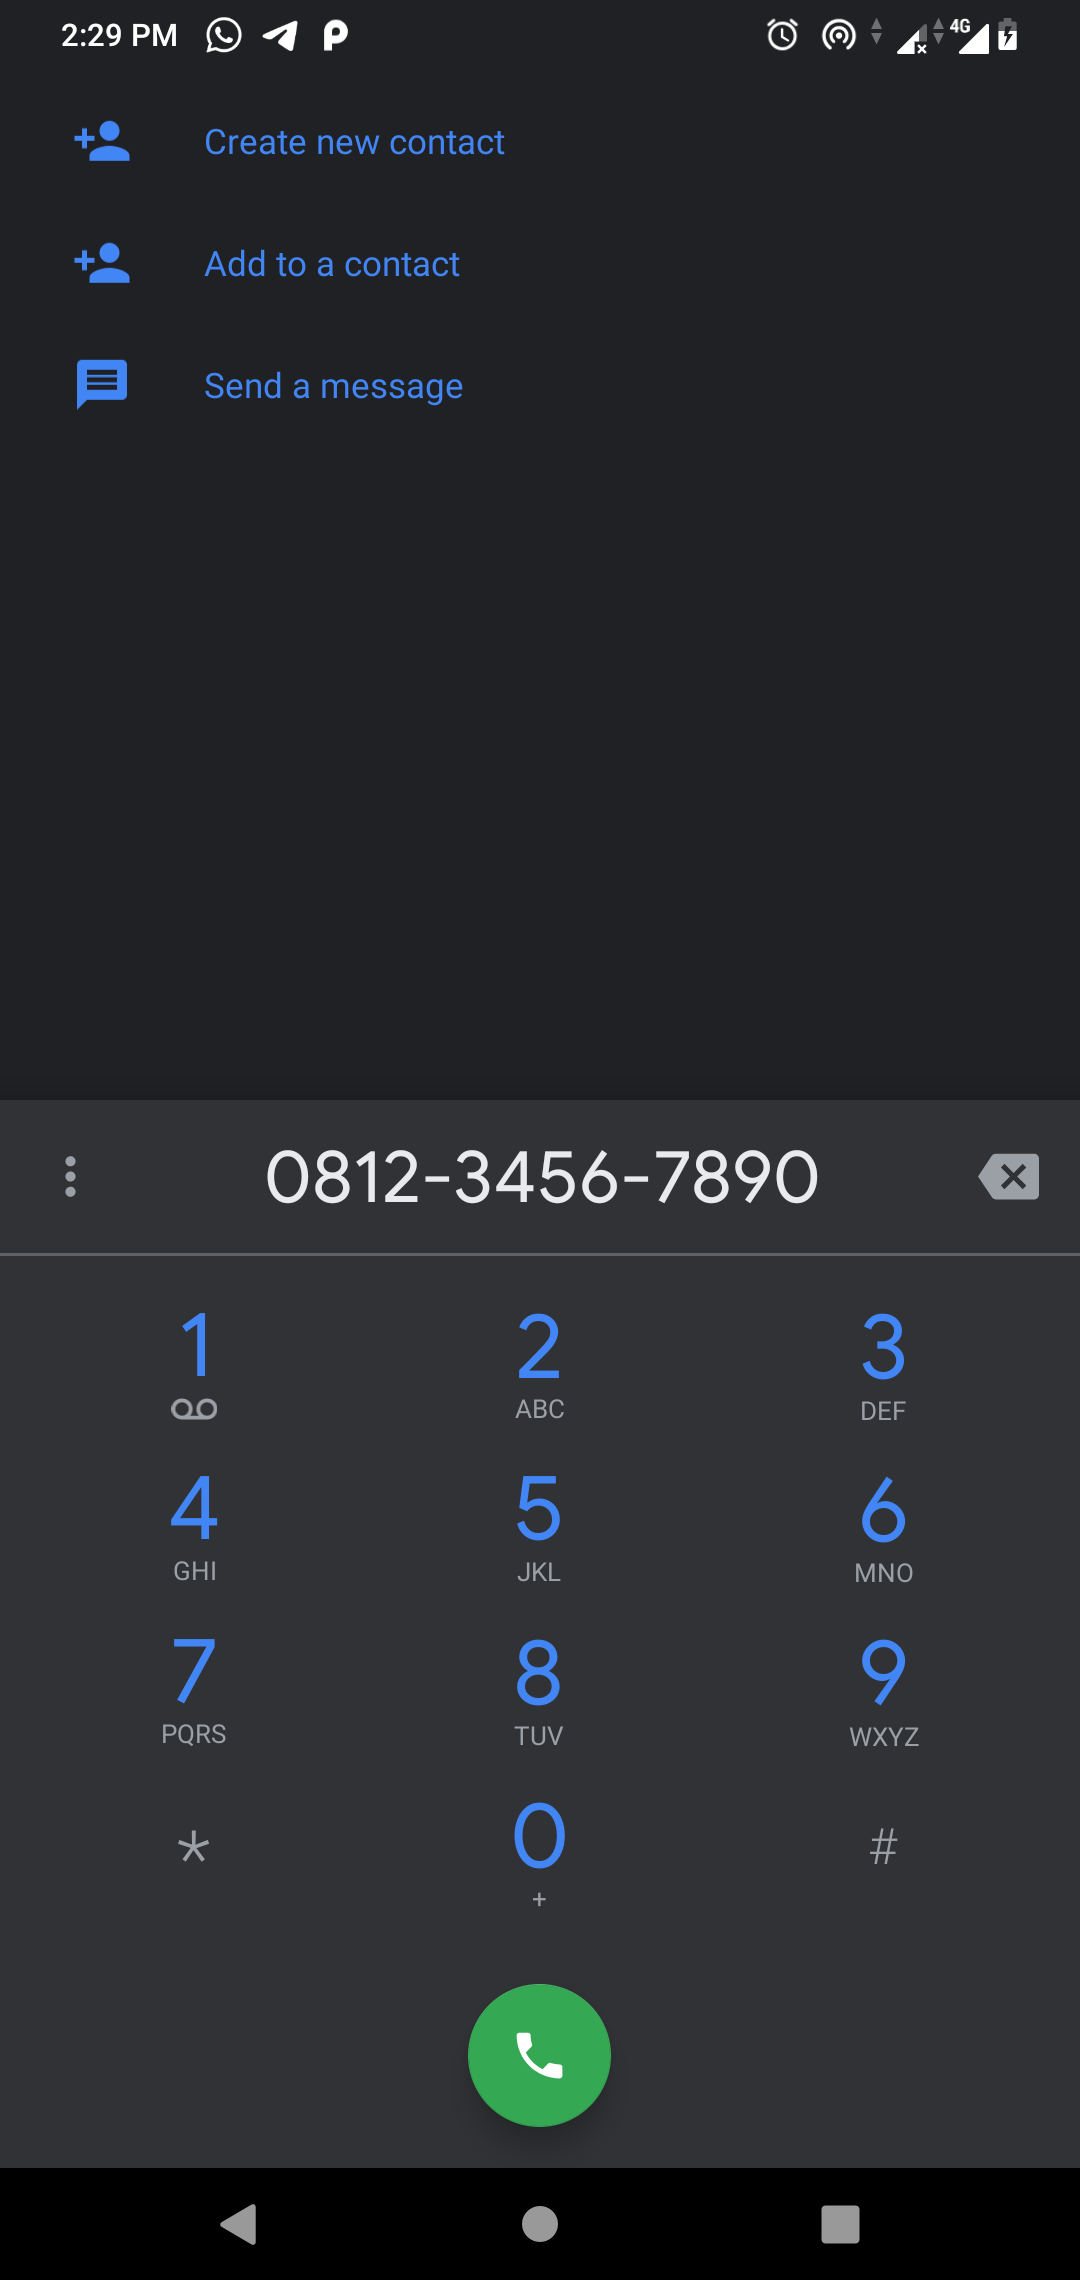 2:29 PM 4G
Create new contact
Add to a contact
Send a message
0812-3456-7890
1 2 3
ABC DEF
4 5 6
GHI JKL MNO
7 8 9
PQRS TUV WXYZ
* 0 #
+